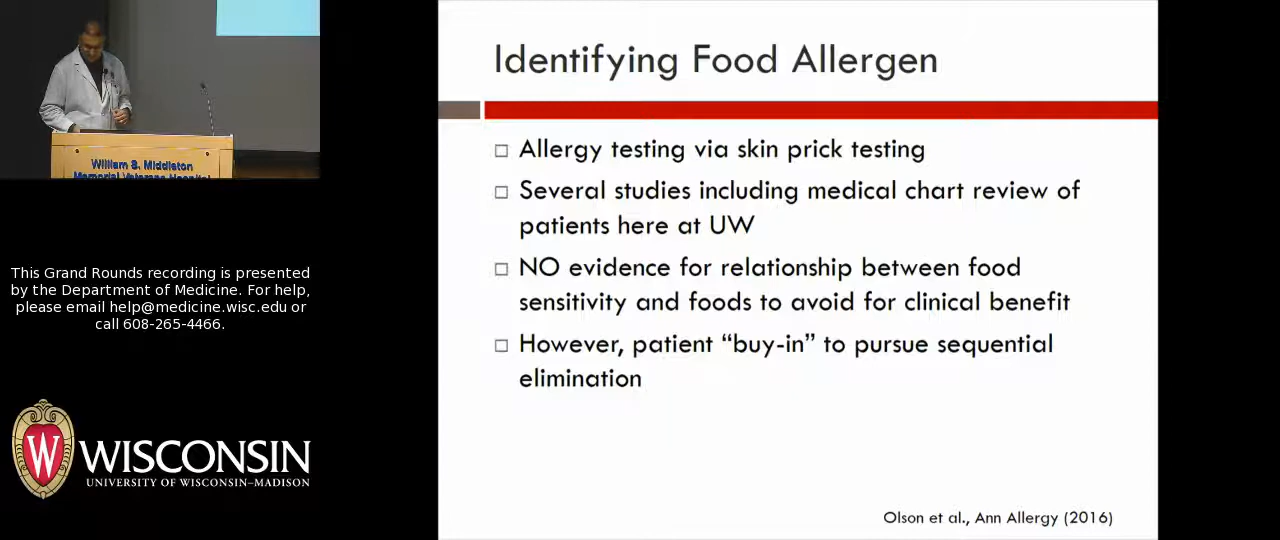 William S. Middleton
Memorial Veterans Hospital
This Grand Rounds recording is presented
by the Department of Medicine. For help,
please email help@medicine.wisc.edu or
call 608-265-4466.
W
WISCONSIN
UNIVERSITY OF WISCONSIN–MADISON
Identifying Food Allergen
Allergy testing via skin prick testing
Several studies including medical chart review of
patients here at UW
NO evidence for relationship between food
sensitivity and foods to avoid for clinical benefit
However, patient “buy-in” to pursue sequential
elimination
Olson et al., Ann Allergy (2016)